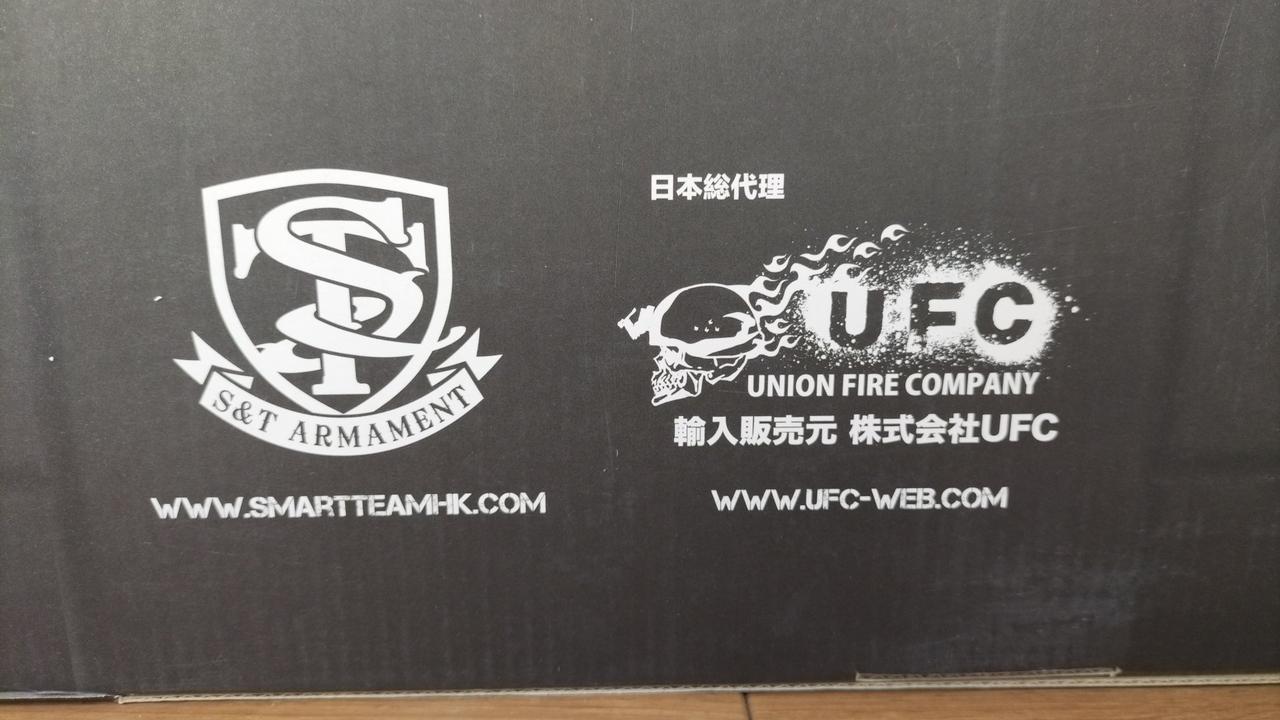 ST
S&T ARMAMENT
WWW.SMARTTEAMHK.COM
日本総代理
UFC
UNION FIRE COMPANY
輸入販売元 株式会社UFC
WWW.UFC-WEB.COM